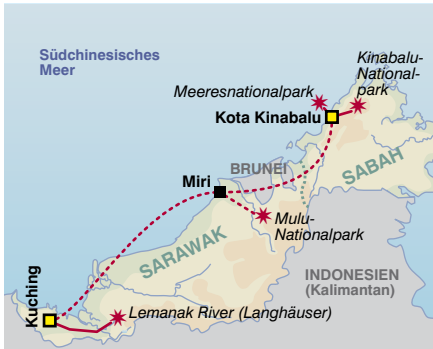 Südchinesisches
Meer
Kinabalu-
National-
park
Meeresnationalpark
Kota Kinabalu
BRUNEI
SABAH
Miri
Mulu-
Nationalpark
SARAWAK
INDONESIEN
(Kalimantan)
Kuching
Lemanak River (Langhäuser)